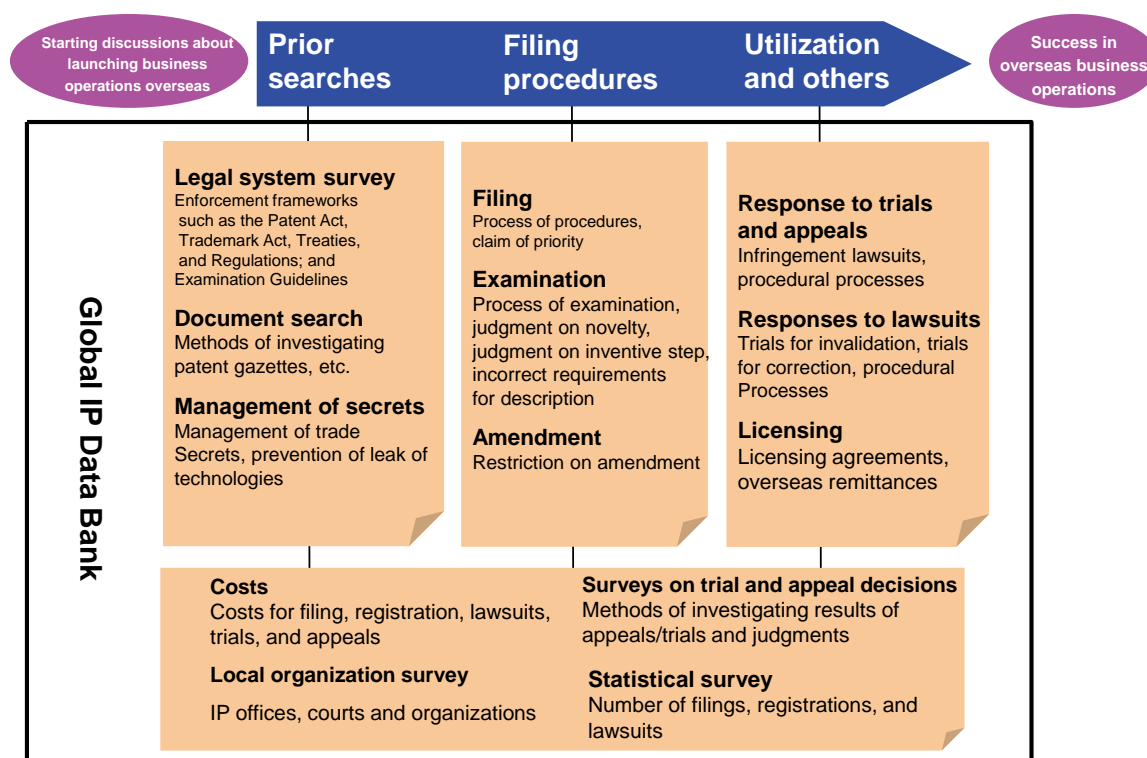 Starting discussions about
launching business
operations overseas
Prior
searches
Filing
procedures
Utilization
and others
Success in
overseas business
operations
Global IP Data Bank
Legal system survey
Enforcement frameworks
such as the Patent Act,
Trademark Act, Treaties,
and Regulations; and
Examination Guidelines
Document search
Methods of investigating
patent gazettes, etc.
Management of secrets
Management of trade
Secrets, prevention of leak of
technologies
Filing
Process of procedures,
claim of priority
Examination
Process of examination,
judgment on novelty,
judgment on inventive step,
incorrect requirements
for description
Amendment
Restriction on amendment
Response to trials
and appeals
Infringement lawsuits,
procedural processes
Responses to lawsuits
Trials for invalidation, trials
for correction, procedural
Processes
Licensing
Licensing agreements,
overseas remittances
Costs
Costs for filing, registration, lawsuits,
trials, and appeals
Local organization survey
IP offices, courts and organizations
Surveys on trial and appeal decisions
Methods of investigating results of
appeals/trials and judgments
Statistical survey
Number of filings, registrations, and
lawsuits